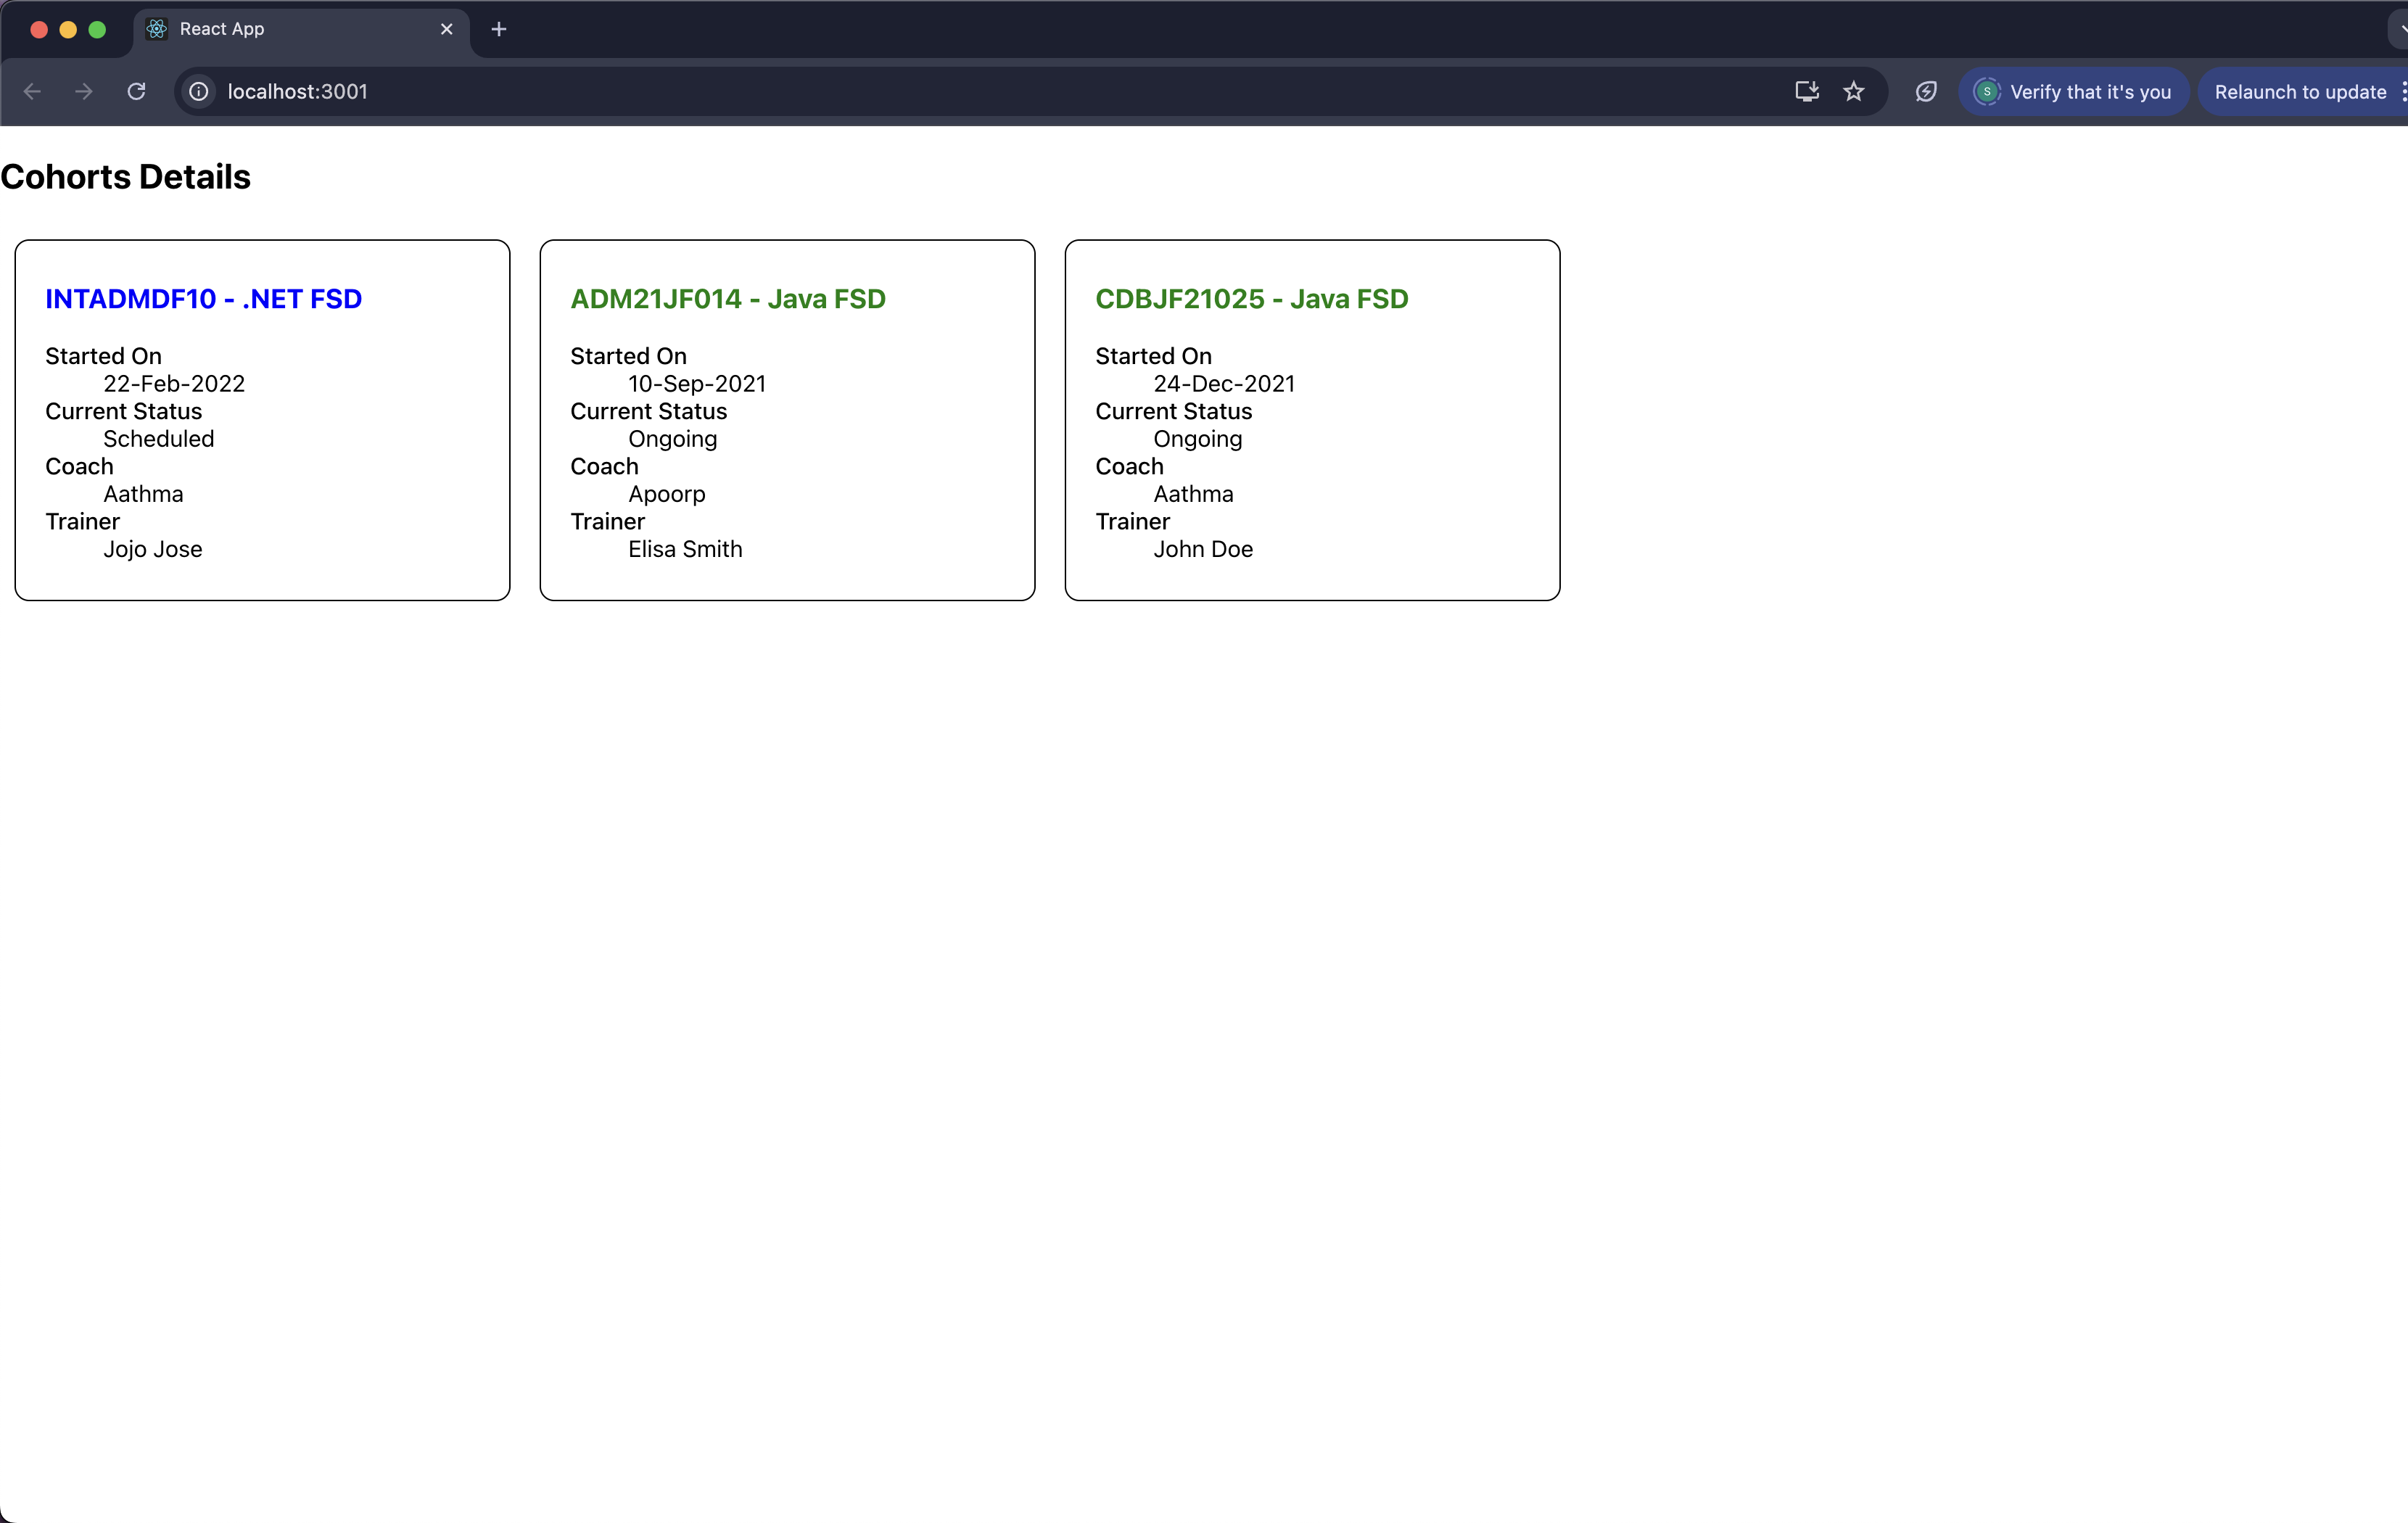 React App
localhost:3001
S
Verify that it's you
Relaunch to update
Cohorts Details
INTADMDF10 - .NET FSD
Started On
22-Feb-2022
Current Status
Scheduled
Coach
Aathma
Trainer
Jojo Jose
ADM21JF014 - Java FSD
Started On
10-Sep-2021
Current Status
Ongoing
Coach
Apoorp
Trainer
Elisa Smith
CDBJF21025 - Java FSD
Started On
24-Dec-2021
Current Status
Ongoing
Coach
Aathma
Trainer
John Doe